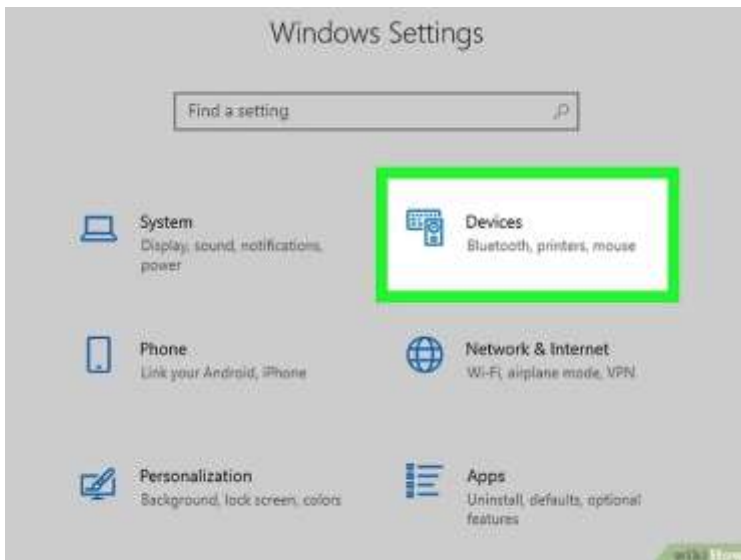 Windows Settings
Find a setting
System
Display, sound, notifications,
power
Devices
Bluetooth, printers, mouse
Phone
Link your Android, iPhone
Network & Internet
Wi-Fi, airplane mode, VPN
Personalization
Background, lock screen, colors
Apps
Uninstall, defaults, optional
features
wikiHow